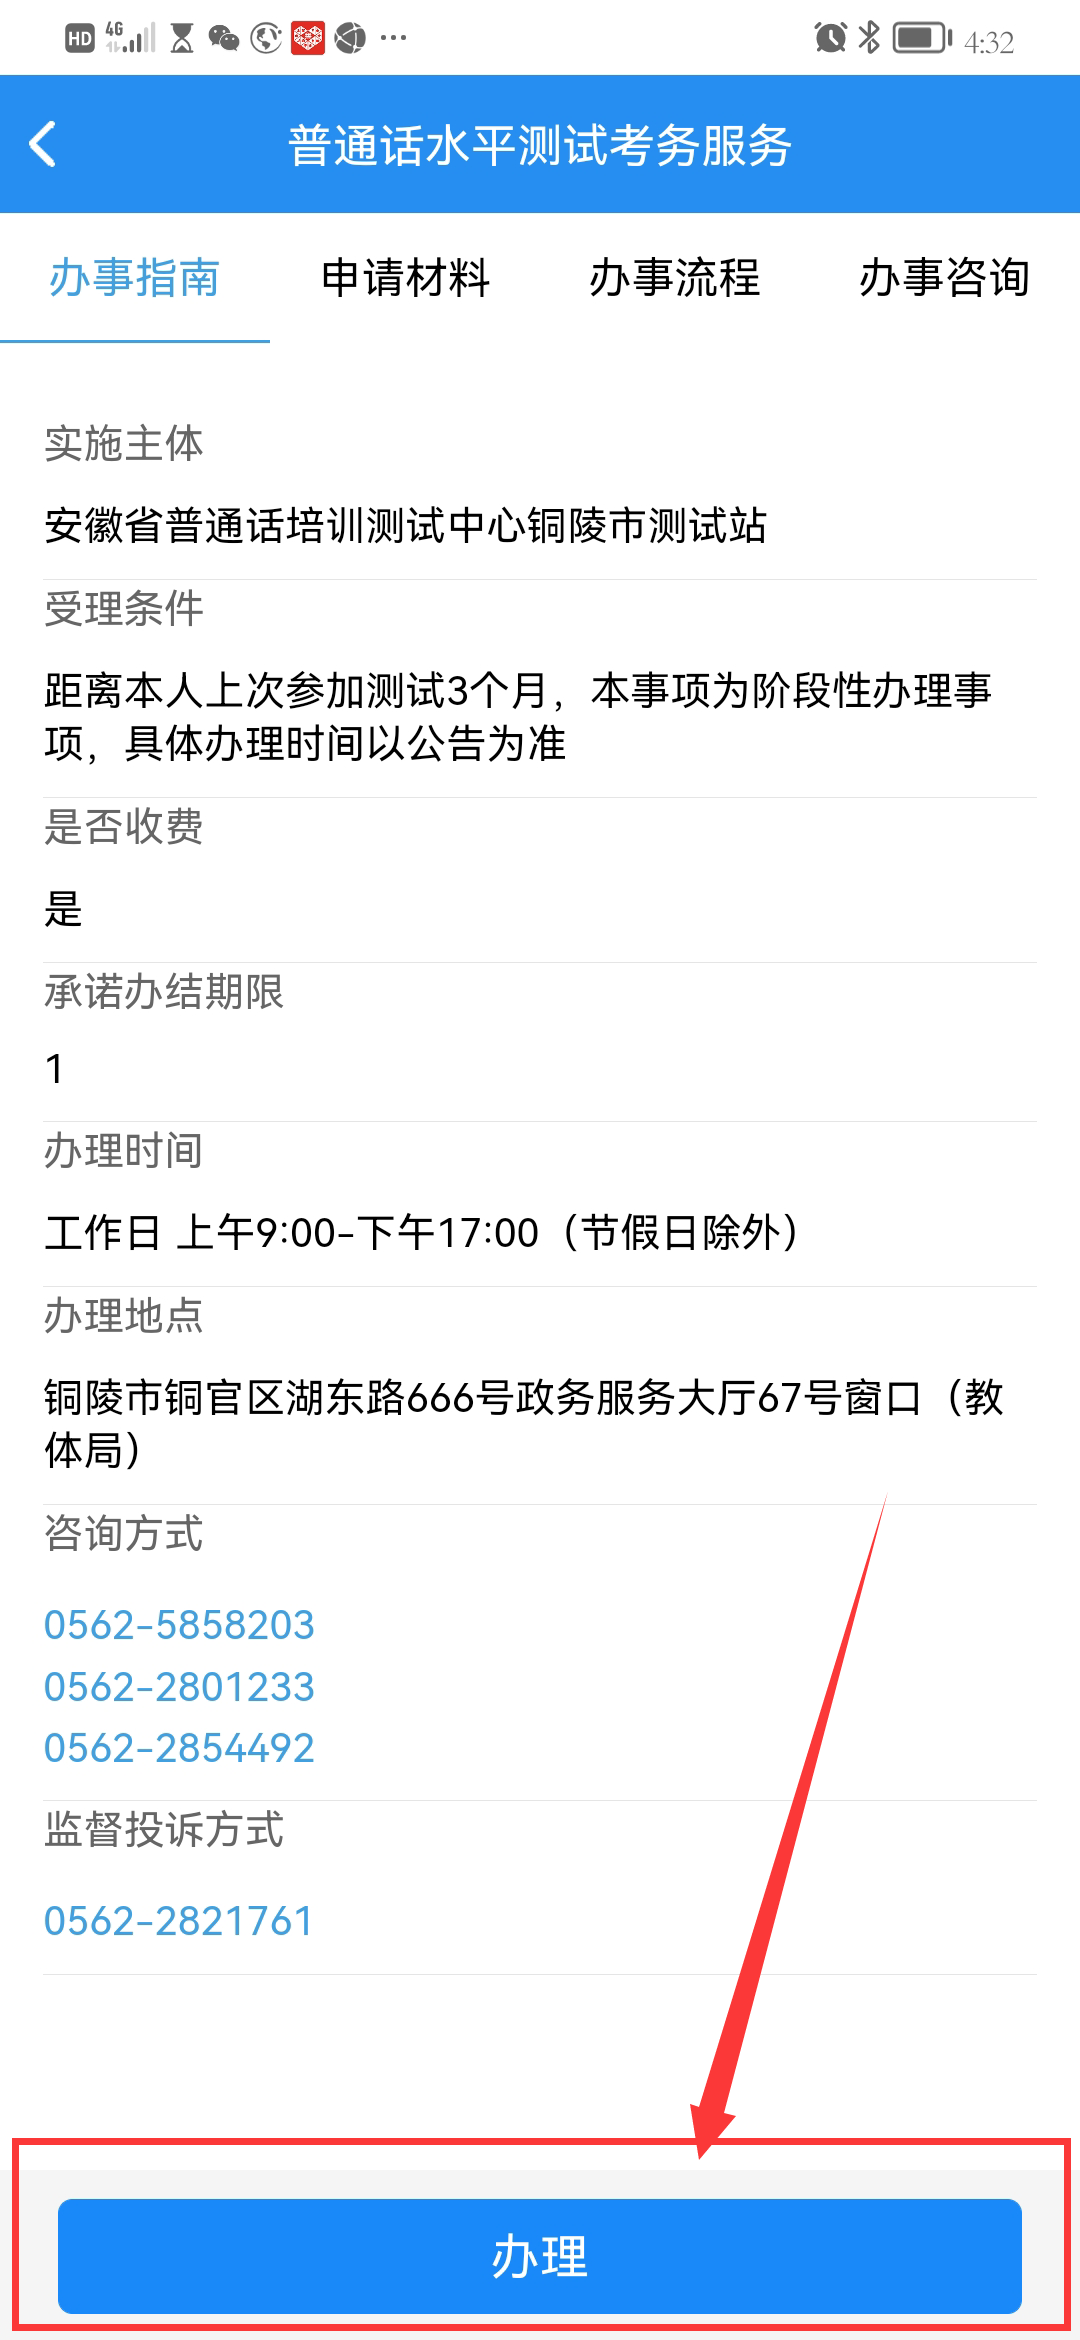 HD 4G 4:32
普通话水平测试考务服务
办事指南 申请材料 办事流程 办事咨询
实施主体
安徽省普通话培训测试中心铜陵市测试站
受理条件
距离本人上次参加测试3个月，本事项为阶段性办理事
项，具体办理时间以公告为准
是否收费
是
承诺办结期限
1
办理时间
工作日 上午9:00-下午17:00（节假日除外）
办理地点
铜陵市铜官区湖东路666号政务服务大厅67号窗口（教
体局）
咨询方式
0562-5858203
0562-2801233
0562-2854492
监督投诉方式
0562-2821761
办理